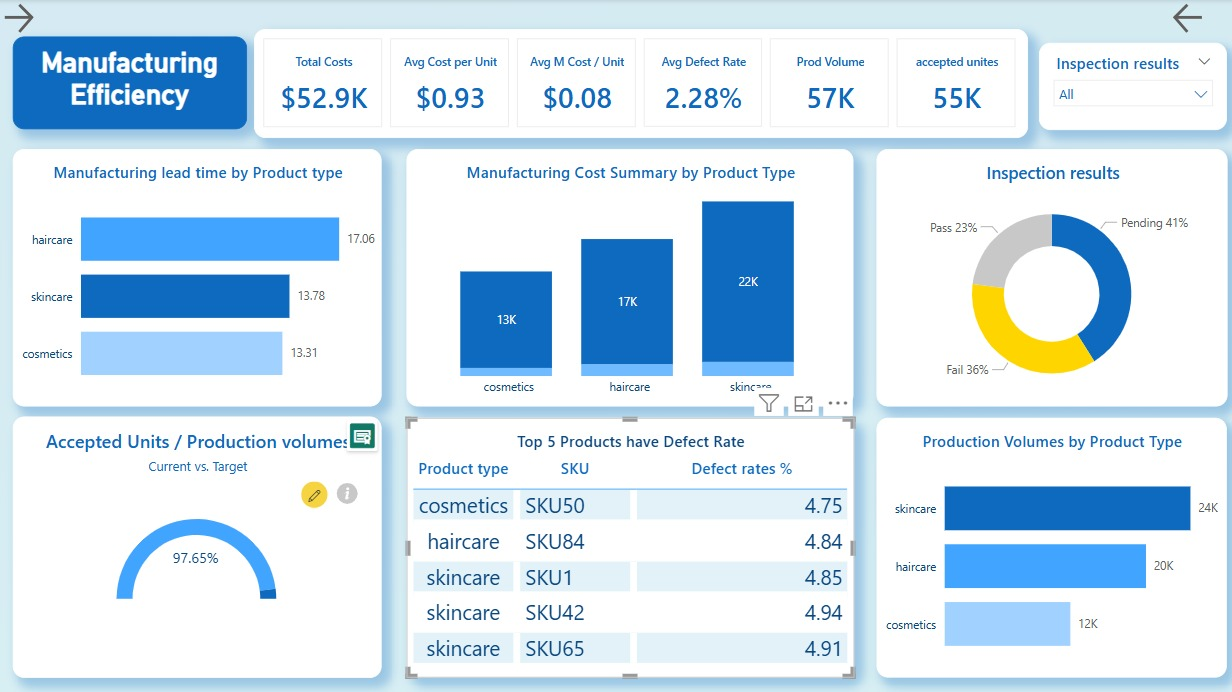 Manufacturing
Efficiency
Total Costs
$52.9K
Avg Cost per Unit
$0.93
Avg M Cost / Unit
$0.08
Avg Defect Rate
2.28%
Prod Volume
57K
accepted unites
55K
Inspection results
All
Manufacturing lead time by Product type
haircare 17.06
skincare 13.78
cosmetics 13.31
Manufacturing Cost Summary by Product Type
13K
17K
22K
cosmetics haircare skincare
Inspection results
Pending 41%
Pass 23%
Fail 36%
Accepted Units / Production volumes
Current vs. Target
97.65%
Top 5 Products have Defect Rate
Product type SKU Defect rates %
cosmetics SKU50 4.75
haircare SKU84 4.84
skincare SKU1 4.85
skincare SKU42 4.94
skincare SKU65 4.91
Production Volumes by Product Type
skincare 24K
haircare 20K
cosmetics 12K